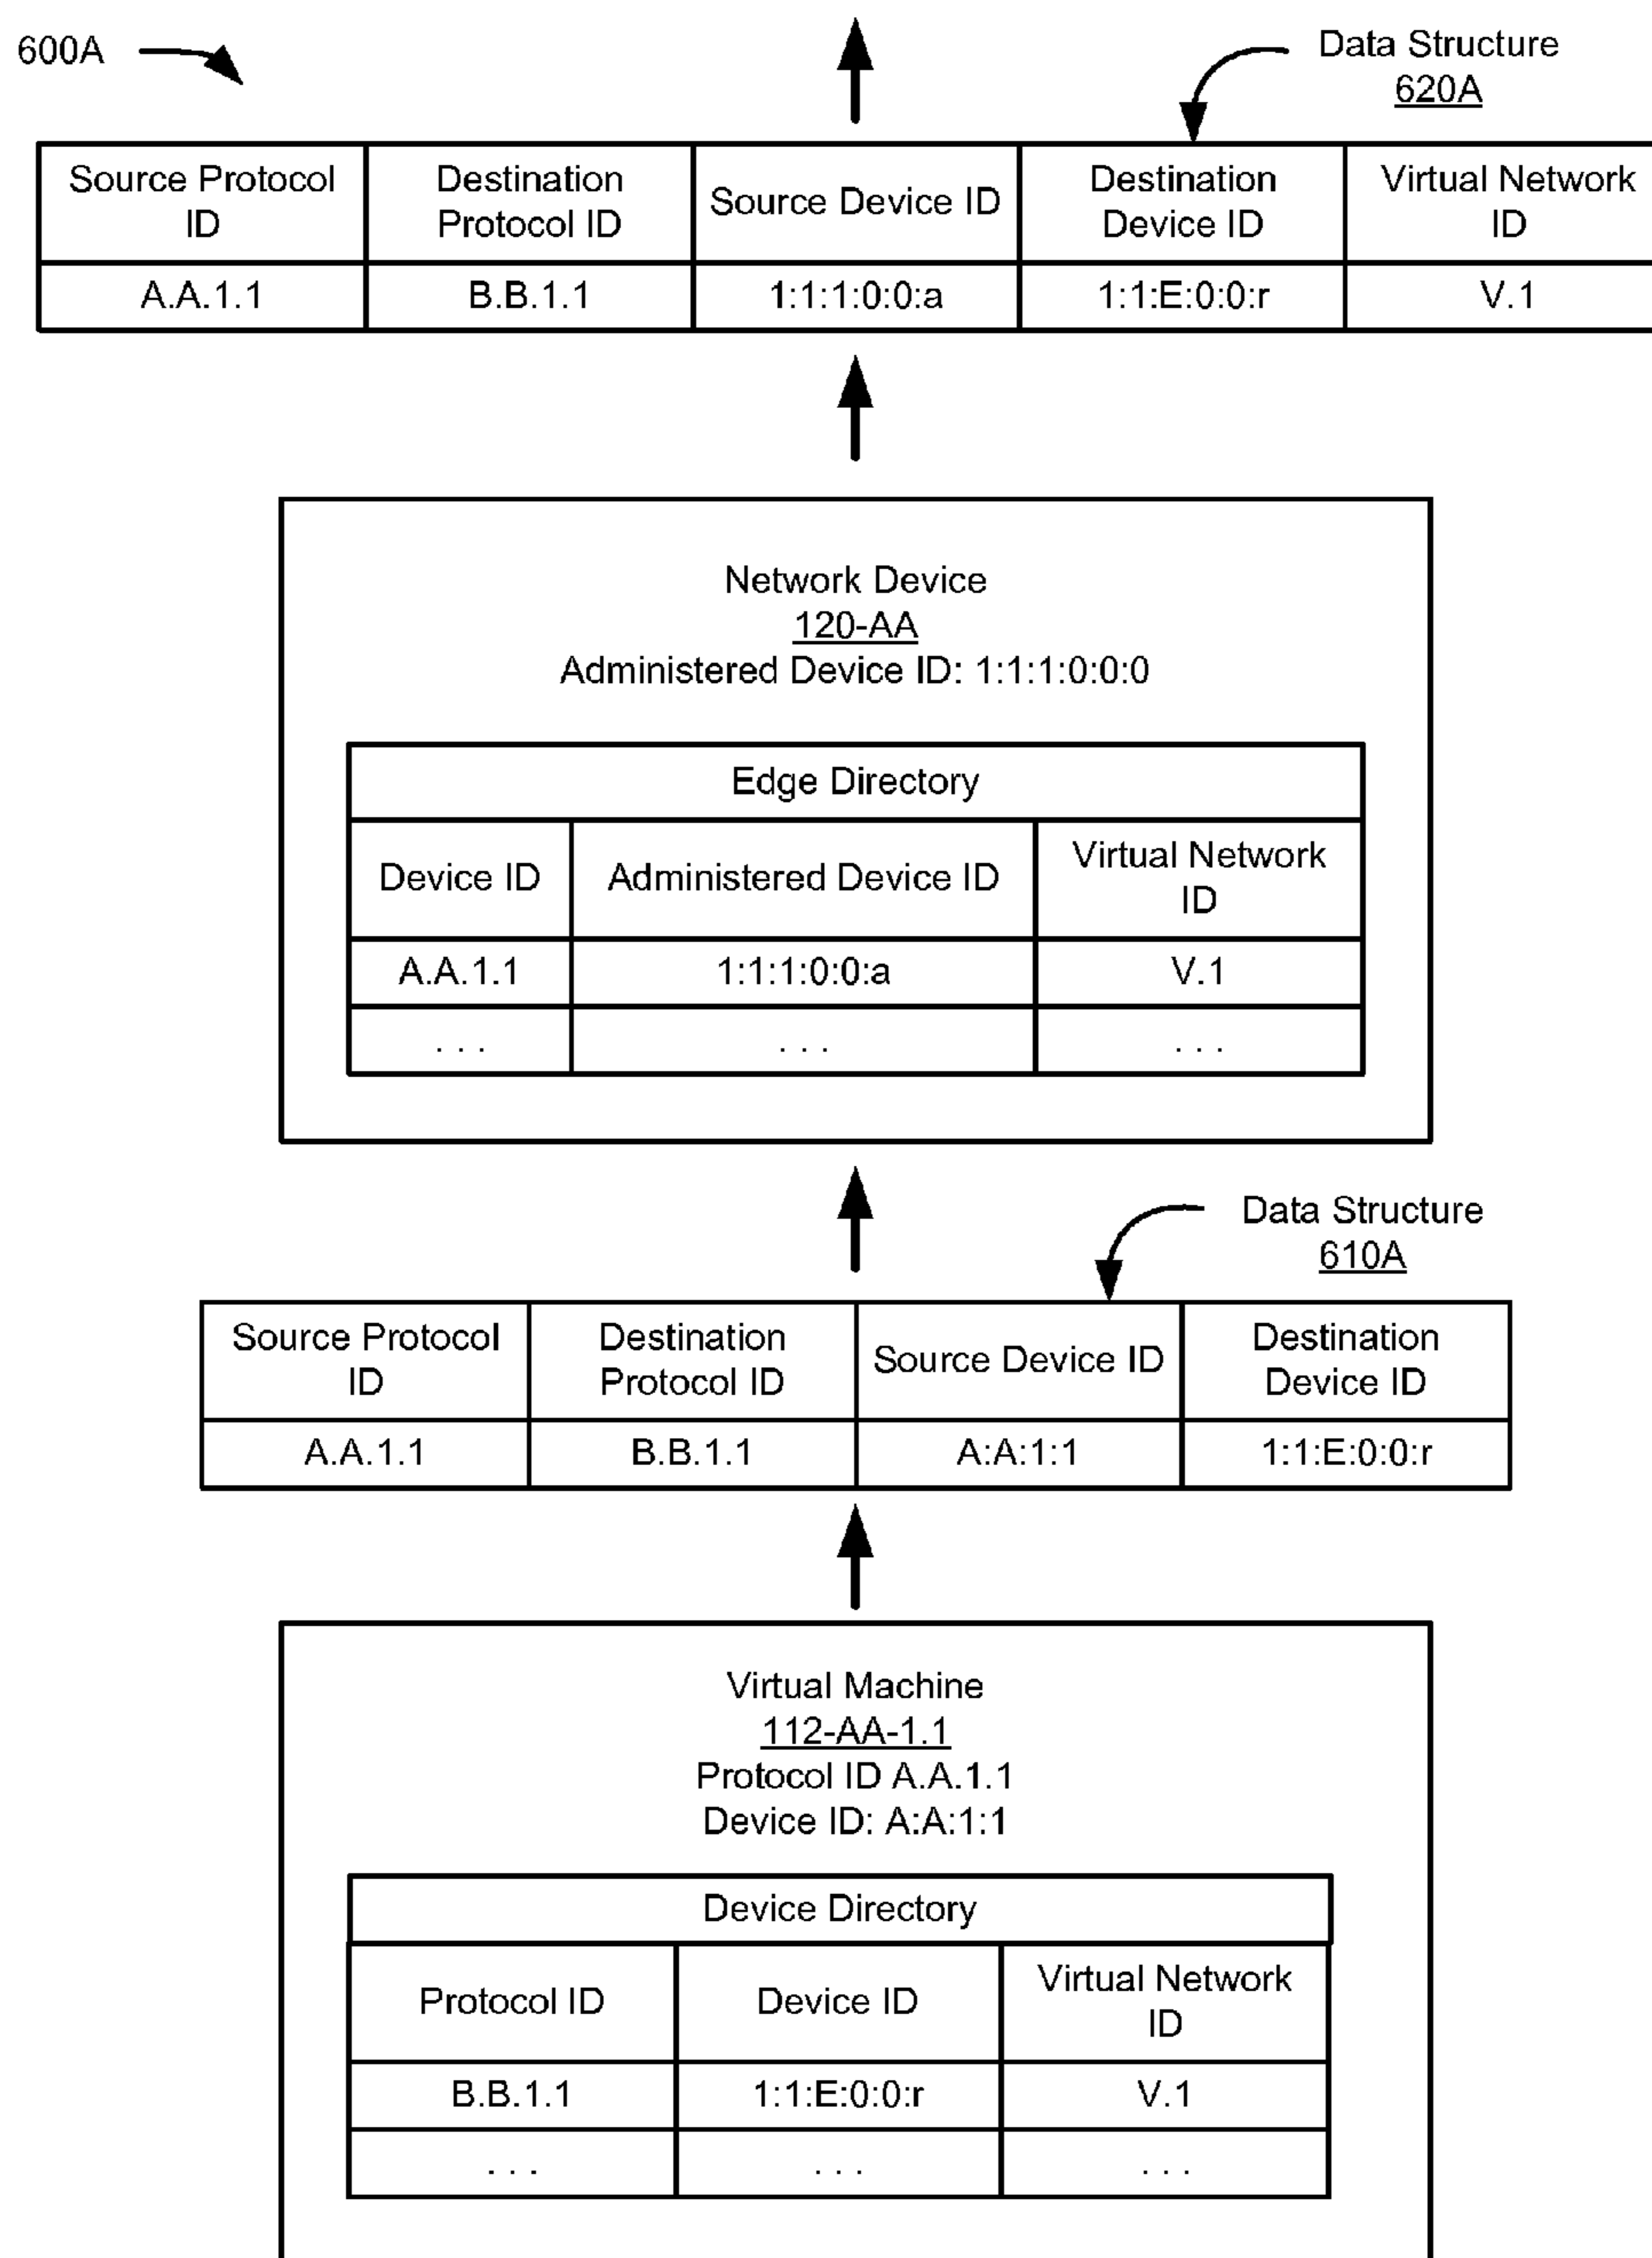 600A
Data Structure
620A
Source Protocol
ID
Destination
Protocol ID
Source Device ID
Destination
Device ID
Virtual Network
ID
A.A.1.1
B.B.1.1
1:1:1:0:0:a
1:1:E:0:0:r
V.1
Network Device
120-AA
Administered Device ID: 1:1:1:0:0:0
Edge Directory
Device ID
Administered Device ID
Virtual Network
ID
A.A.1.1
1:1:1:0:0:a
V.1
. . .
. . .
. . .
Data Structure
610A
Source Protocol
ID
Destination
Protocol ID
Source Device ID
Destination
Device ID
A.A.1.1
B.B.1.1
A:A:1:1
1:1:E:0:0:r
Virtual Machine
112-AA-1.1
Protocol ID A.A.1.1
Device ID: A:A:1:1
Device Directory
Protocol ID
Device ID
Virtual Network
ID
B.B.1.1
1:1:E:0:0:r
V.1
. . .
. . .
. . .